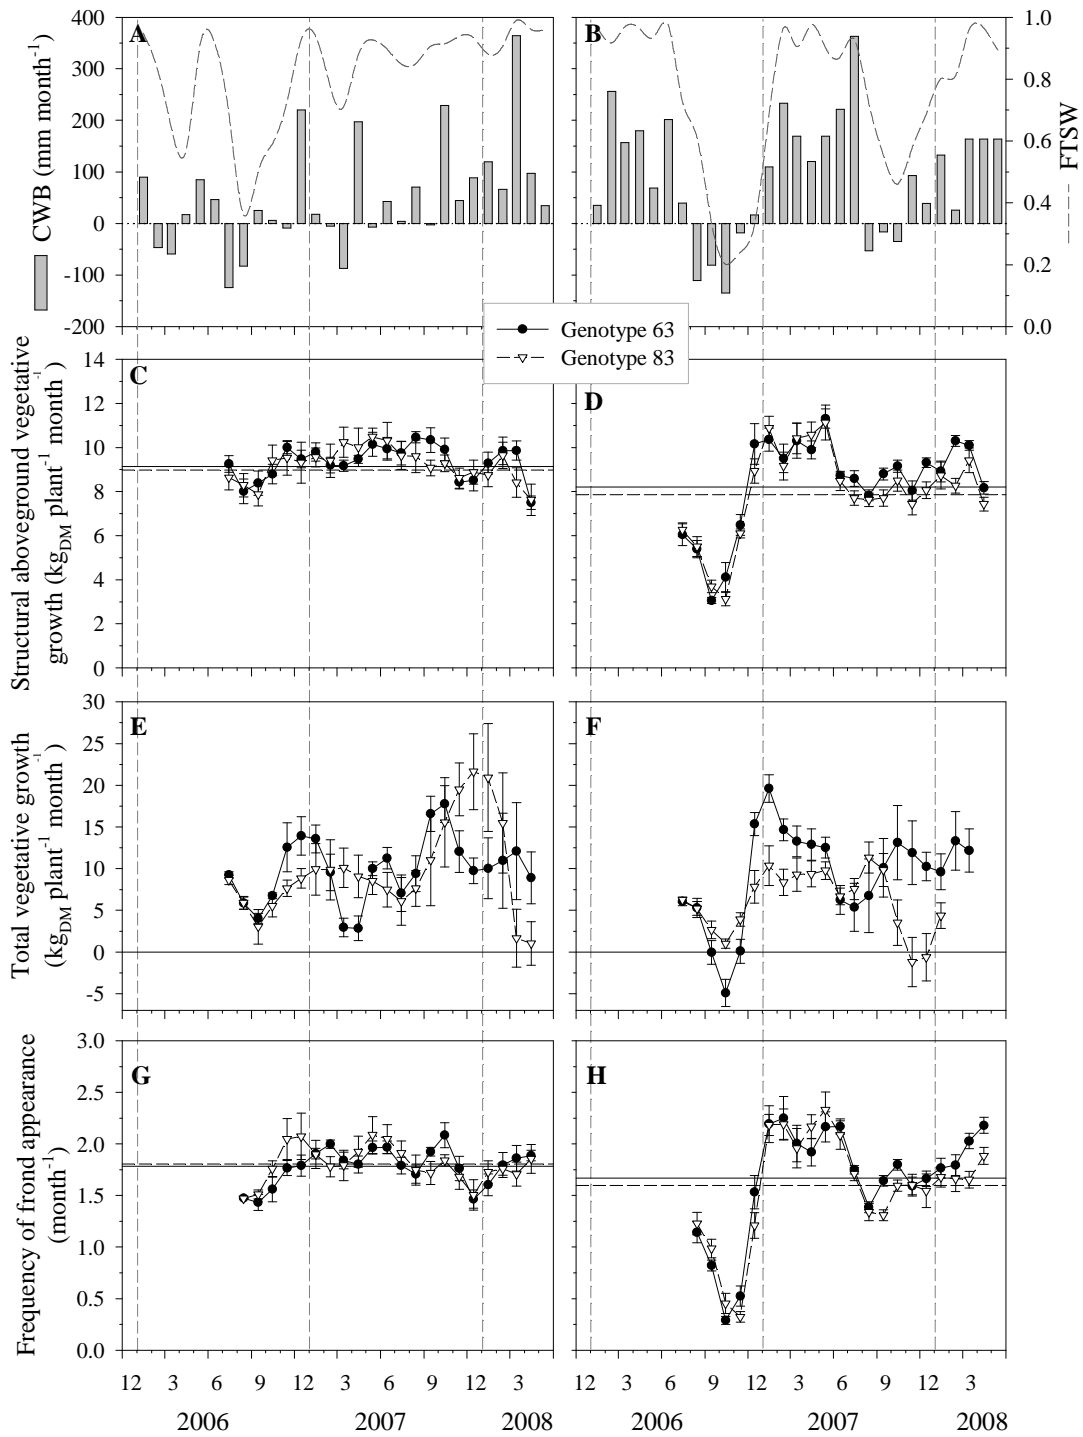 A
B
400
300
200
100
0
-100
-200
CWB (mm month-1)
1.0
0.8
0.6
0.4
0.2
0.0
FTSW
Genotype 63
Genotype 83
C
D
14
12
10
8
6
4
2
0
Structural aboveground vegetative
growth (kgDM plant-1 month-1)
E
F
30
25
20
15
10
5
0
-5
Total vegetative growth
(kgDM plant-1 month-1)
G
H
3.0
2.5
2.0
1.5
1.0
0.5
0.0
Frequency of frond appearance
(month-1)
12 3 6 9 12 3 6 9 12 3
12 3 6 9 12 3 6 9 12 3
2006 2007 2008
2006 2007 2008